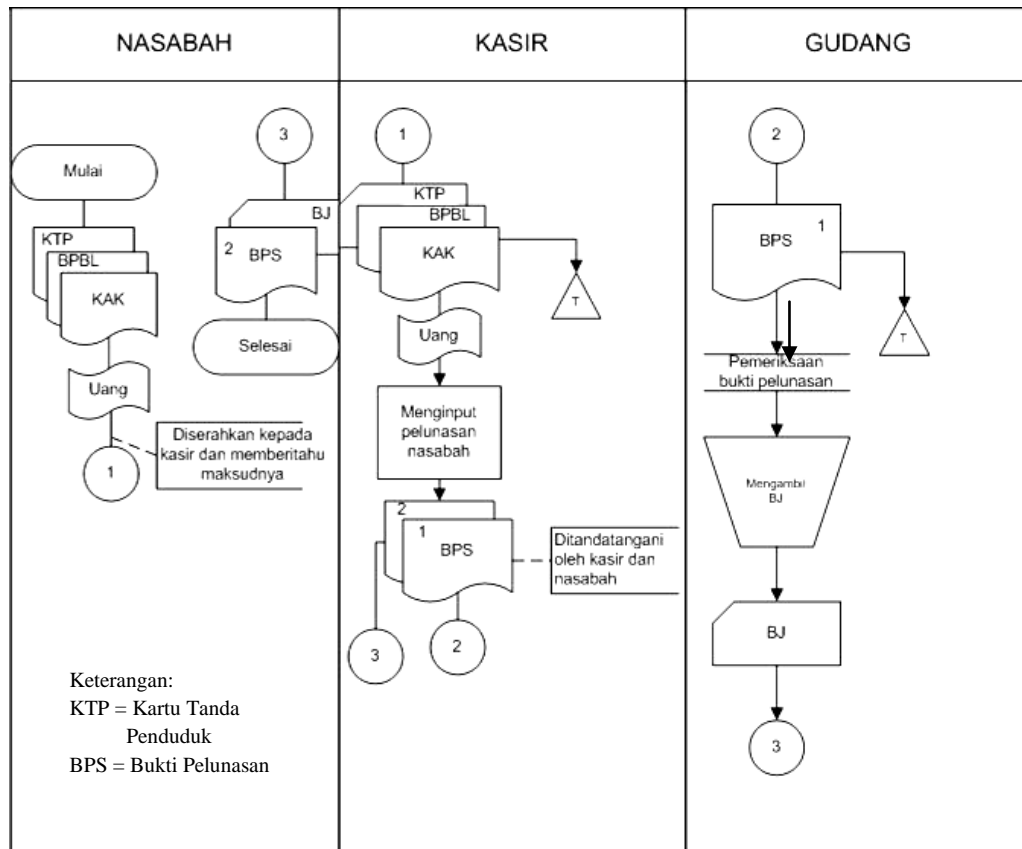 NASABAH
KASIR
GUDANG
Mulai
KTP
BPBL
KAK
Uang
Diserahkan kepada
kasir dan memberitahu
maksudnya
1
3
BJ
2
BPS
Selesai
Keterangan:
KTP = Kartu Tanda
Penduduk
BPS = Bukti Pelunasan
1
KTP
BPBL
KAK
T
Uang
Menginput
pelunasan
nasabah
2
1
BPS
Ditandatangani
oleh kasir dan
nasabah
3
2
2
1
BPS
T
Pemeriksaan
bukti pelunasan
Mengambil
BJ
BJ
3